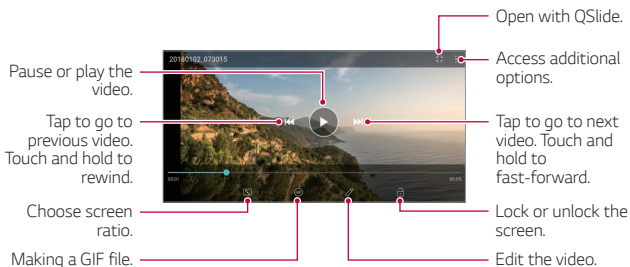 Open with QSlide.
20180102_073015
Access additional
options.
Pause or play the
video.
Tap to go to
previous video.
Touch and hold to
rewind.
Tap to go to next
video. Touch and
hold to
fast-forward.
00:01
00:05
GIF
Choose screen
ratio.
Lock or unlock the
screen.
Making a GIF file.
Edit the video.